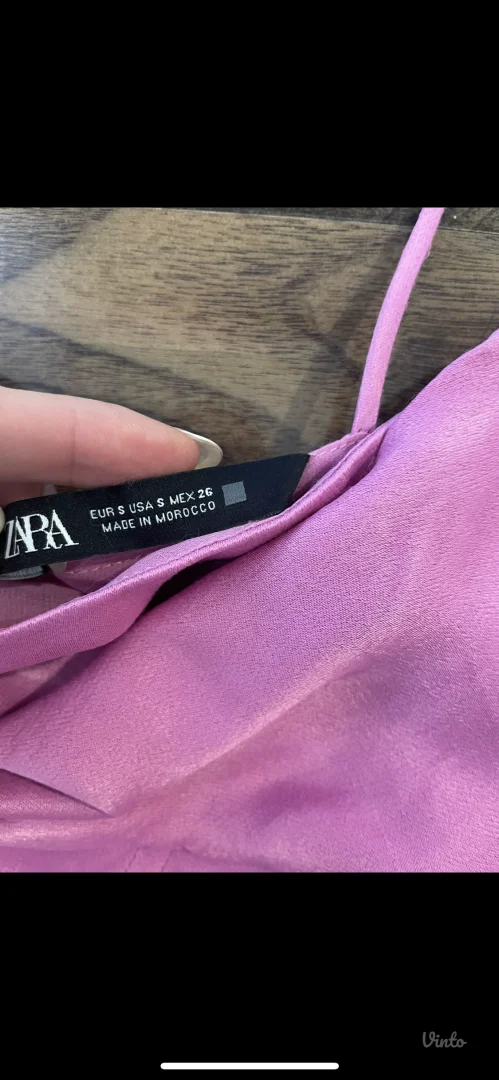 ZARA
EUR S USA S MEX 26
MADE IN MOROCCO
Vinto